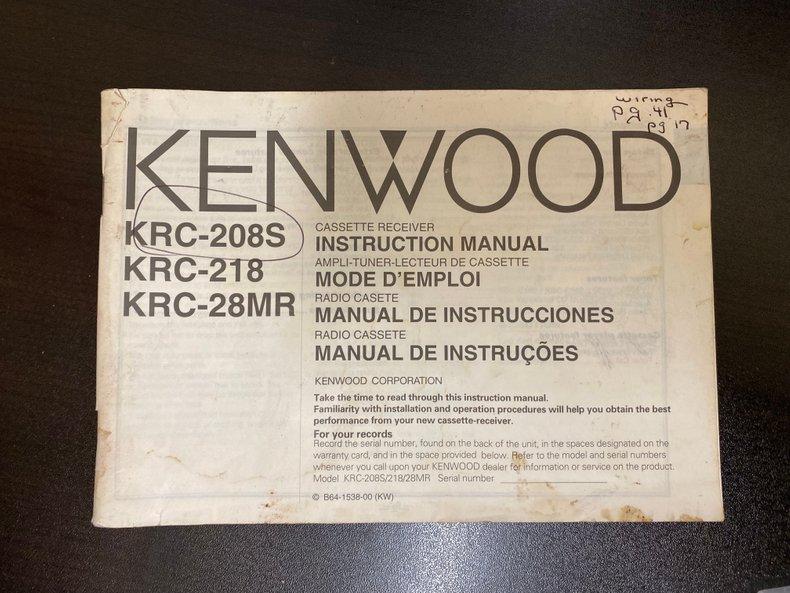 wiring
pg. 41
pg 17
KENWOOD
KRC-208S
KRC-218
KRC-28MR
CASSETTE RECEIVER
INSTRUCTION MANUAL
AMPLI-TUNER-LECTEUR DE CASSETTE
MODE D'EMPLOI
RADIO CASETE
MANUAL DE INSTRUCCIONES
RADIO CASSETE
MANUAL DE INSTRUÇÕES
KENWOOD CORPORATION
Take the time to read through this instruction manual.
Familiarity with installation and operation procedures will help you obtain the best
performance from your new cassette-receiver.
For your records
Record the serial number, found on the back of the unit, in the spaces designated on the
warranty card, and in the space provided below. Refer to the model and serial numbers
whenever you call upon your KENWOOD dealer for information or service on the product.
Model KRC-208S/218/28MR Serial number
© B64-1538-00 (KW)